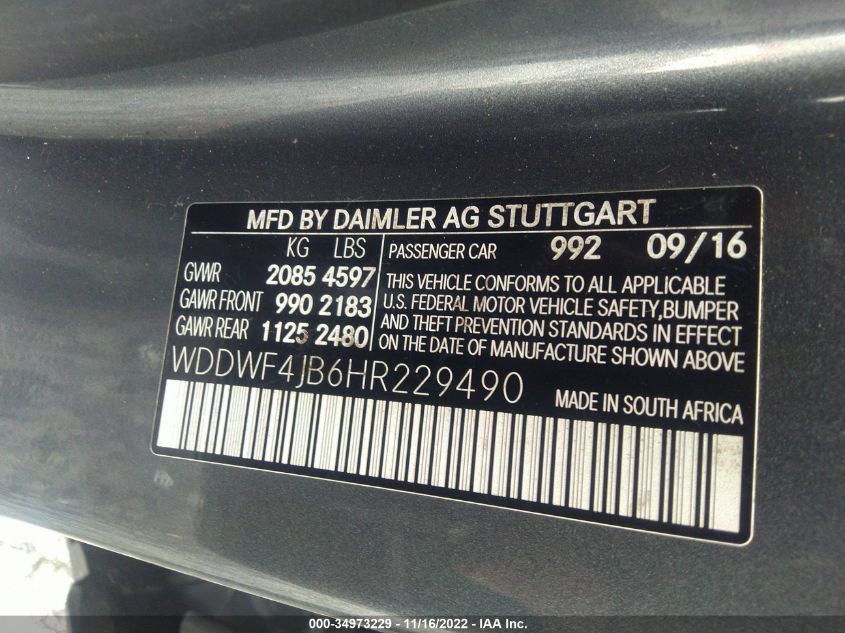 MFD BY DAIMLER AG STUTTGART
KG LBS
GVWR 2085 4597
GAWR FRONT 990 2183
GAWR REAR 1125 2480
PASSENGER CAR 992 09/16
THIS VEHICLE CONFORMS TO ALL APPLICABLE
U.S. FEDERAL MOTOR VEHICLE SAFETY,BUMPER
AND THEFT PREVENTION STANDARDS IN EFFECT
ON THE DATE OF MANUFACTURE SHOWN ABOVE
WDDWF4JB6HR229490
MADE IN SOUTH AFRICA
000-34973229 - 11/16/2022 - IAA Inc.